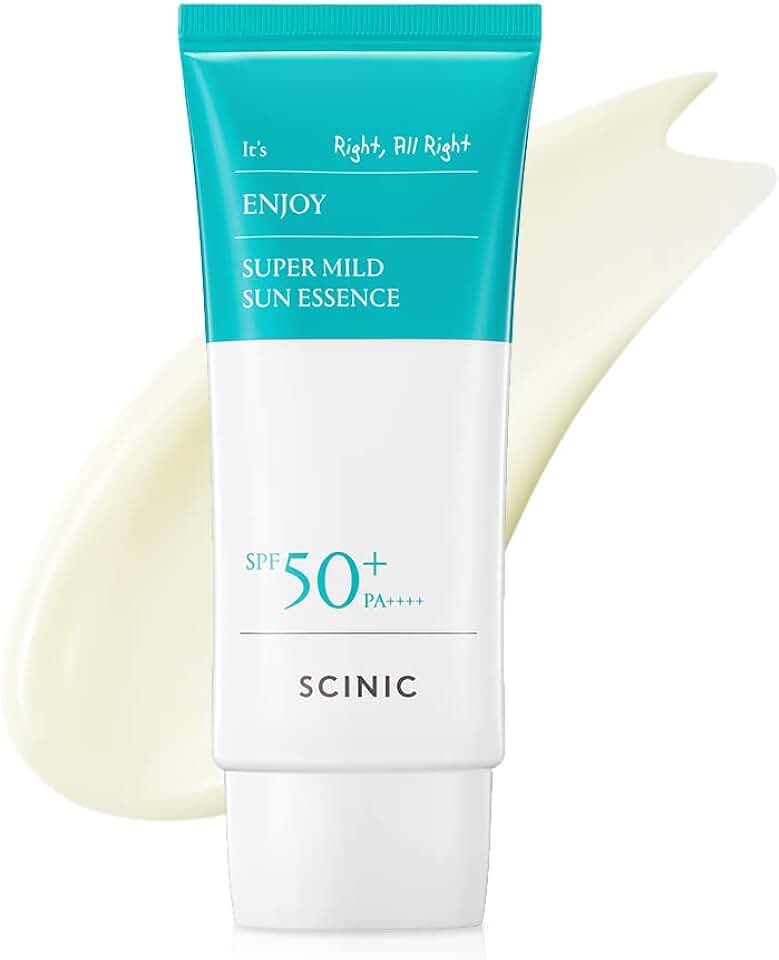 It's Right, All Right
ENJOY
SUPER MILD
SUN ESSENCE
SPF 50+
PA++++
SCINIC